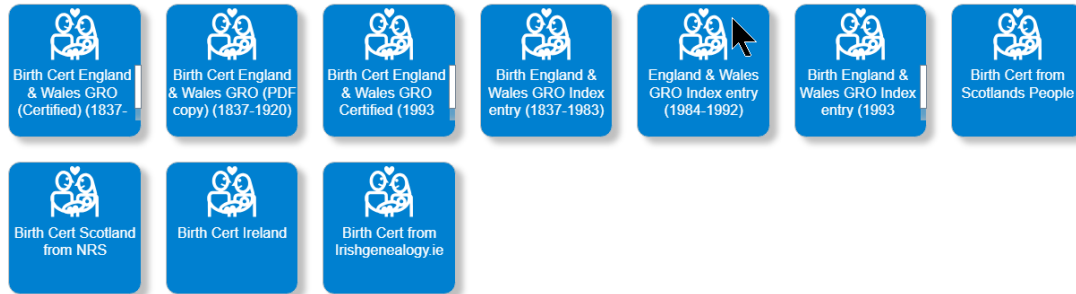 Birth Cert England
& Wales GRO
(Certified) (1837-
Birth Cert England
& Wales GRO (PDF
copy) (1837-1920)
Birth Cert England
& Wales GRO
Certified (1993
Birth England &
Wales GRO Index
entry (1837-1983)
England & Wales
GRO Index entry
(1984-1992)
Birth England &
Wales GRO Index
entry (1993
Birth Cert from
Scotlands People
Birth Cert Scotland
from NRS
Birth Cert Ireland
Birth Cert from
Irishgenealogy.ie